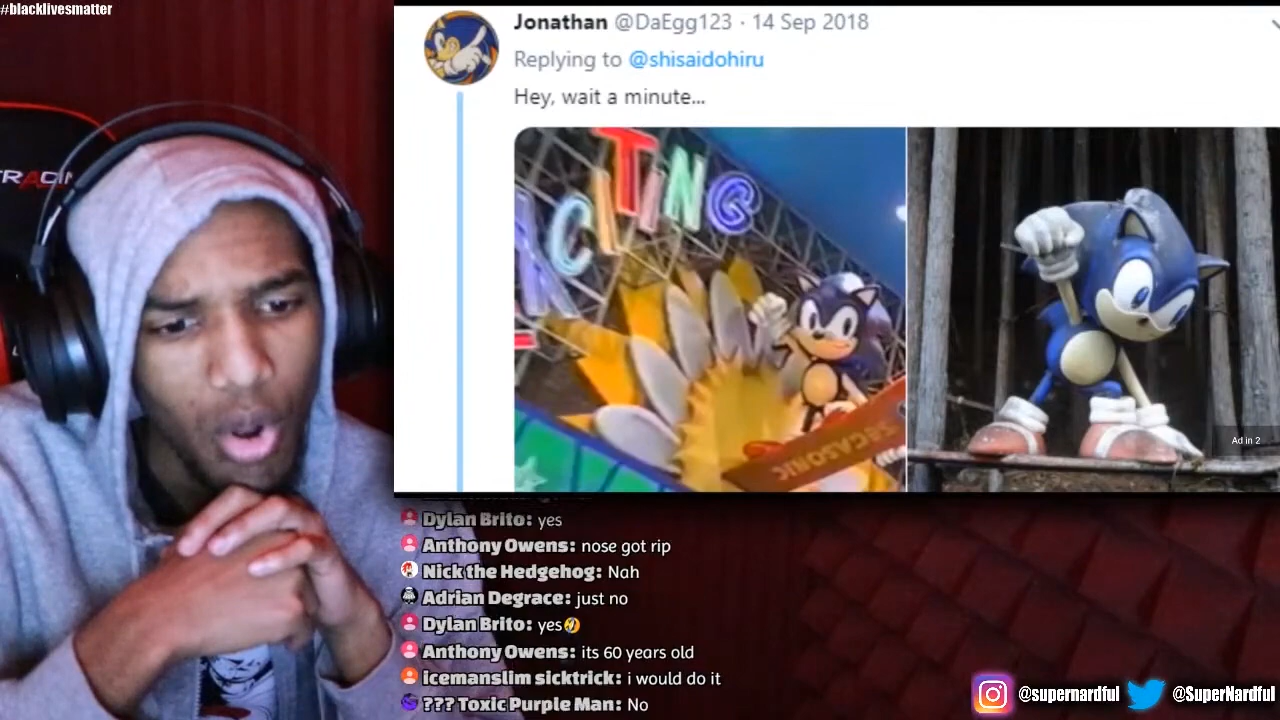 #blacklivesmatter
Jonathan @DaEgg123 · 14 Sep 2018
Replying to @shisaidohiru
Hey, wait a minute...
CITING
SEGASONIC
Ad in 2
Dylan Brito: yes
Anthony Owens: nose got rip
Nick the Hedgehog: Nah
Adrian Degrace: just no
Dylan Brito: yes🤣
Anthony Owens: its 60 years old
icemanslim sicktrick: i would do it
??? Toxic Purple Man: No
@supernardful @SuperNardful